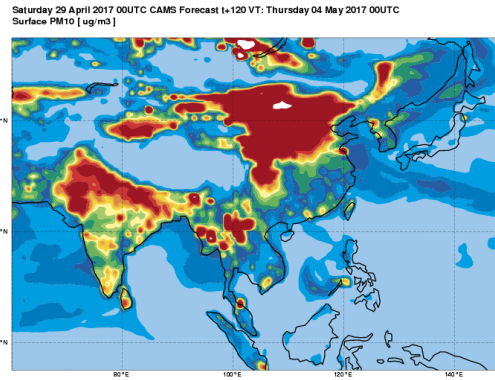 Saturday 29 April 2017 00UTC CAMS Forecast t+120 VT: Thursday 04 May 2017 00UTC
Surface PM10 [ ug/m3 ]
°N
°N
°N
80°E
100°E
120°E
140°E